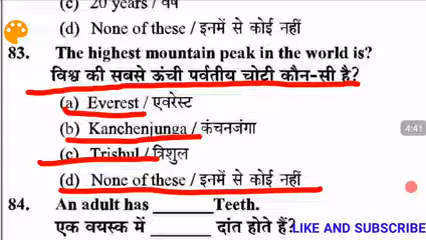 (c) 20 years / वर्ष
(d) None of these / इनमें से कोई नहीं
83. The highest mountain peak in the world is?
विश्व की सबसे ऊंची पर्वतीय चोटी कौन-सी है?
(a) Everest / एवरेस्ट
(b) Kanchenjunga / कंचनजंगा
(c) Trishul / त्रिशुल
(d) None of these / इनमें से कोई नहीं
4:41
84. An adult has ______ Teeth.
एक वयस्क में ______ दांत होते हैं?
LIKE AND SUBSCRIBE